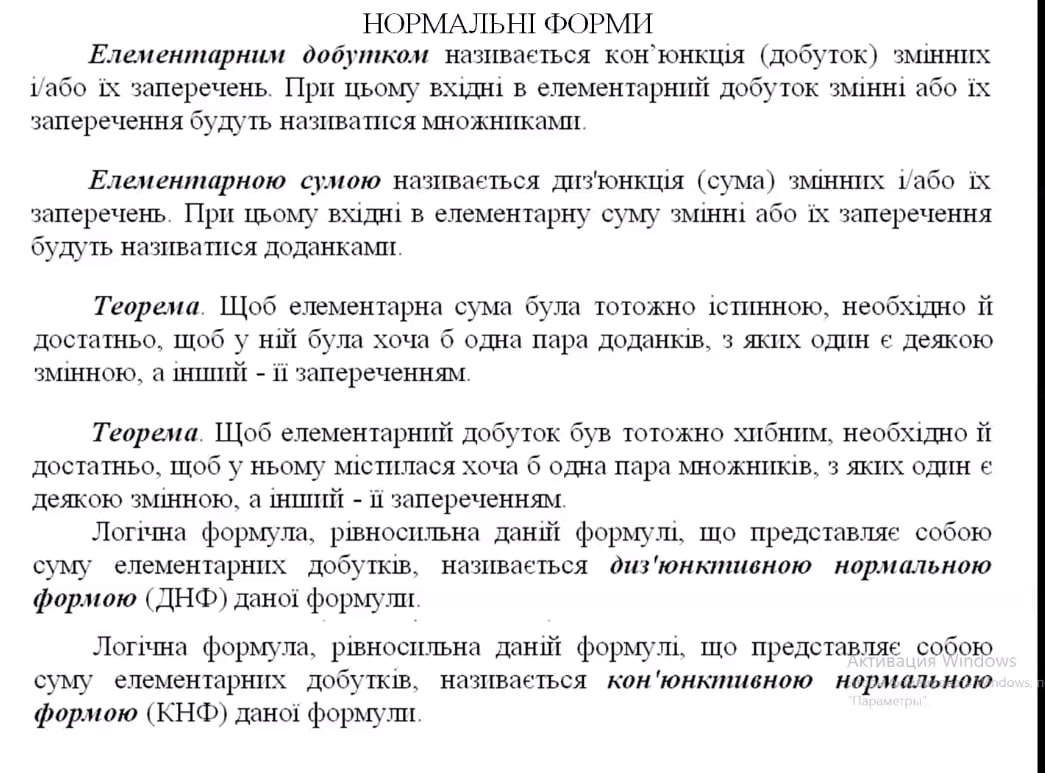 НОРМАЛЬНІ ФОРМИ
Елементарним добутком називається кон’юнкція (добуток) змінних
і/або їх заперечень. При цьому вхідні в елементарний добуток змінні або їх
заперечення будуть називатися множниками.
Елементарною сумою називається диз'юнкція (сума) змінних і/або їх
заперечень. При цьому вхідні в елементарну суму змінні або їх заперечення
будуть називатися доданками.
Теорема. Щоб елементарна сума була тотожно істинною, необхідно й
достатньо, щоб у ній була хоча б одна пара доданків, з яких один є деякою
змінною, а інший - її запереченням.
Теорема. Щоб елементарний добуток був тотожно хибним, необхідно й
достатньо, щоб у ньому містилася хоча б одна пара множників, з яких один є
деякою змінною, а інший - її запереченням.
Логічна формула, рівносильна даній формулі, що представляє собою
суму елементарних добутків, називається диз'юнктивною нормальною
формою (ДНФ) даної формули.
Логічна формула, рівносильна даній формулі, що представляє собою
суму елементарних добутків, називається кон'юнктивною нормальною
формою (КНФ) даної формули.
Активация Windows
Windows, п
"Параметры".